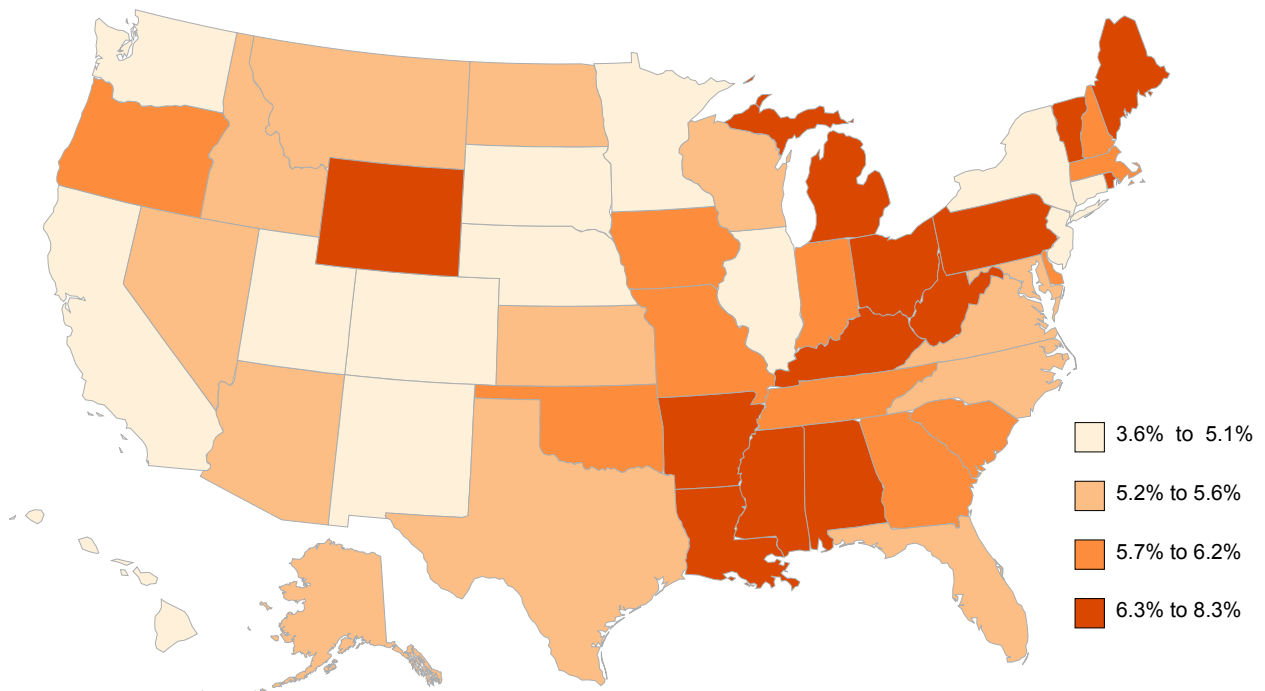 3.6% to 5.1%
5.2% to 5.6%
5.7% to 6.2%
6.3% to 8.3%